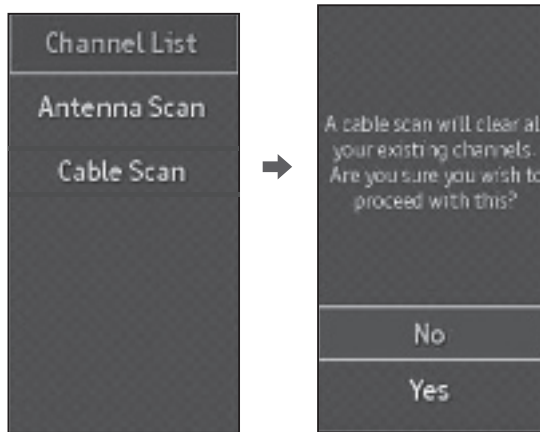 Channel List
Antenna Scan
Cable Scan
A cable scan will clear al
your existing channels.
Are you sure you wish to
proceed with this?
No
Yes